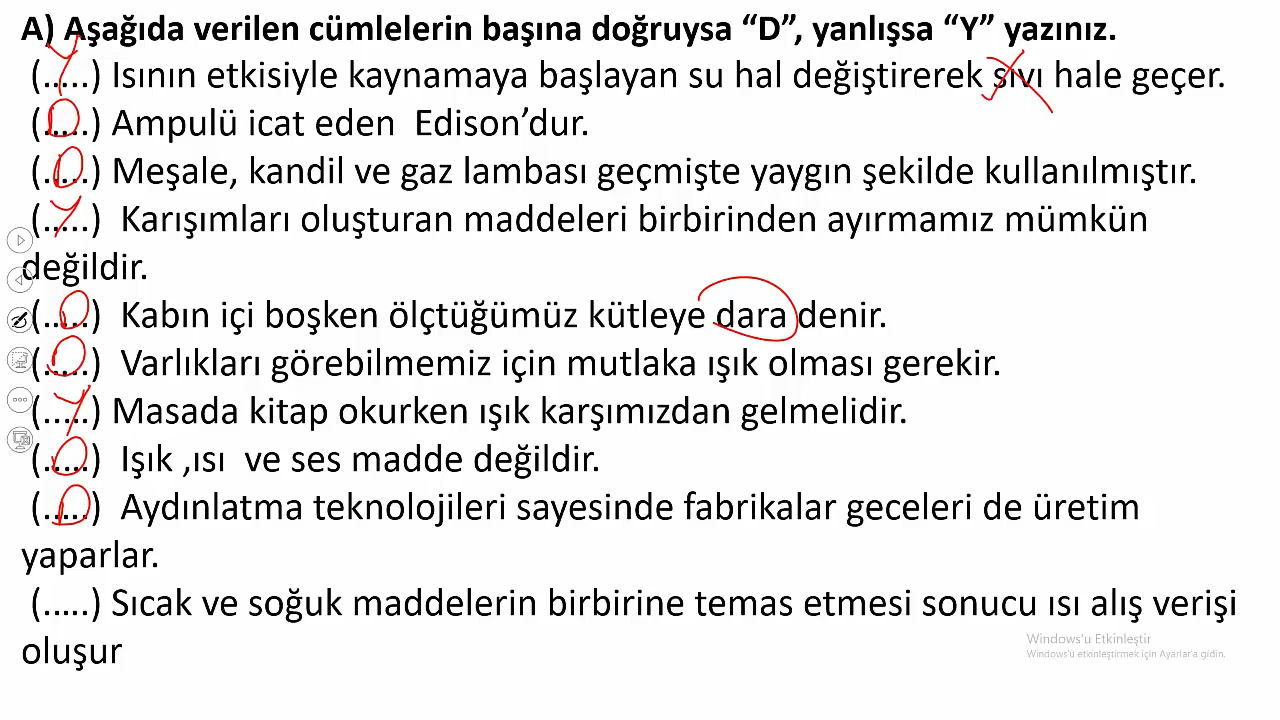 A) Aşağıda verilen cümlelerin başına doğruysa “D”, yanlışsa “Y” yazınız.
(..Y..) Isının etkisiyle kaynamaya başlayan su hal değiştirerek sıvı hale geçer.
(..D..) Ampulü icat eden Edison’dur.
(..D..) Meşale, kandil ve gaz lambası geçmişte yaygın şekilde kullanılmıştır.
(..Y..) Karışımları oluşturan maddeleri birbirinden ayırmamız mümkün
değildir.
(..D..) Kabın içi boşken ölçtüğümüz kütleye dara denir.
(..D..) Varlıkları görebilmemiz için mutlaka ışık olması gerekir.
(..Y..) Masada kitap okurken ışık karşımızdan gelmelidir.
(..D..) Işık ,ısı ve ses madde değildir.
(..D..) Aydınlatma teknolojileri sayesinde fabrikalar geceleri de üretim
yaparlar.
(.....) Sıcak ve soğuk maddelerin birbirine temas etmesi sonucu ısı alış verişi
oluşur
Windows'u Etkinleştir
Windows'u etkinleştirmek için Ayarlar'a gidin.